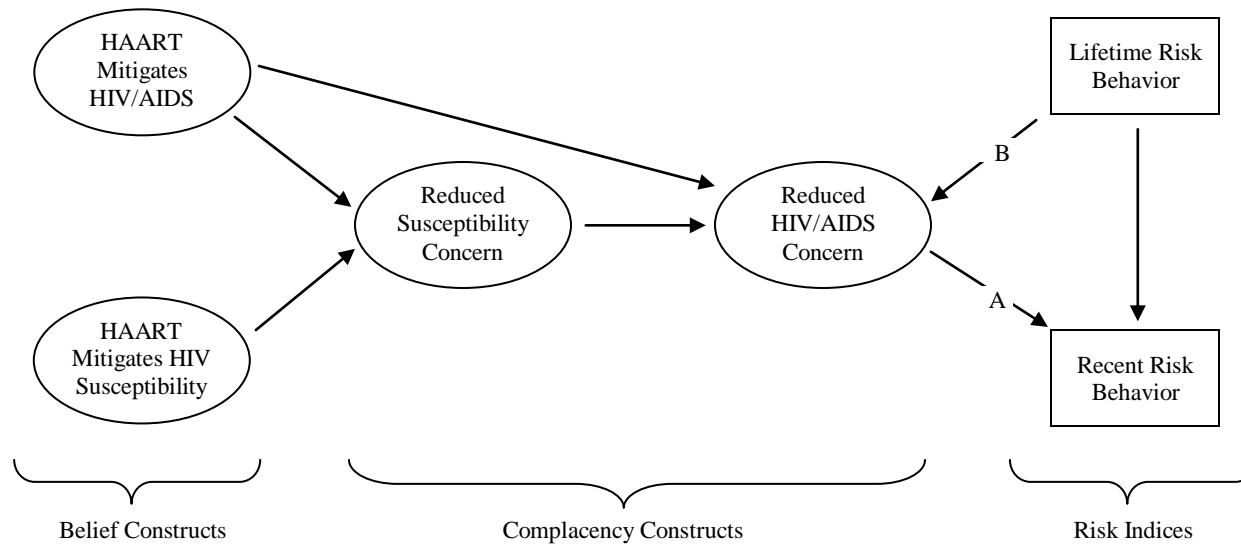 HAART
Mitigates
HIV/AIDS
Lifetime Risk
Behavior
B
Reduced
Susceptibility
Concern
Reduced
HIV/AIDS
Concern
A
HAART
Mitigates HIV
Susceptibility
Recent Risk
Behavior
Belief Constructs
Complacency Constructs
Risk Indices